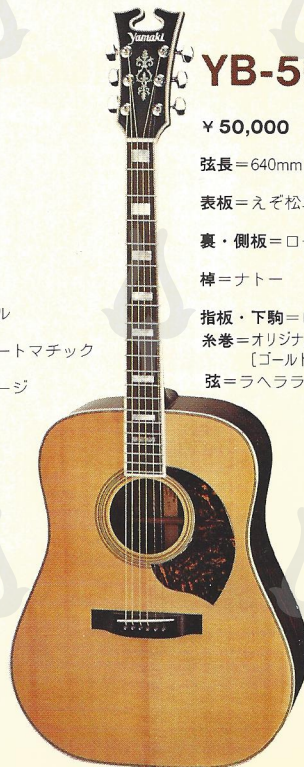 Yamaki
YB-5
¥ 50,000
弦長=640mm
表板=えぞ松
裏・側板=ロ
棹=ナトー
指板・下駒=
糸巻=オリジナ
[ゴールト
弦=ラヘララ
ル
ートマチック
ージ